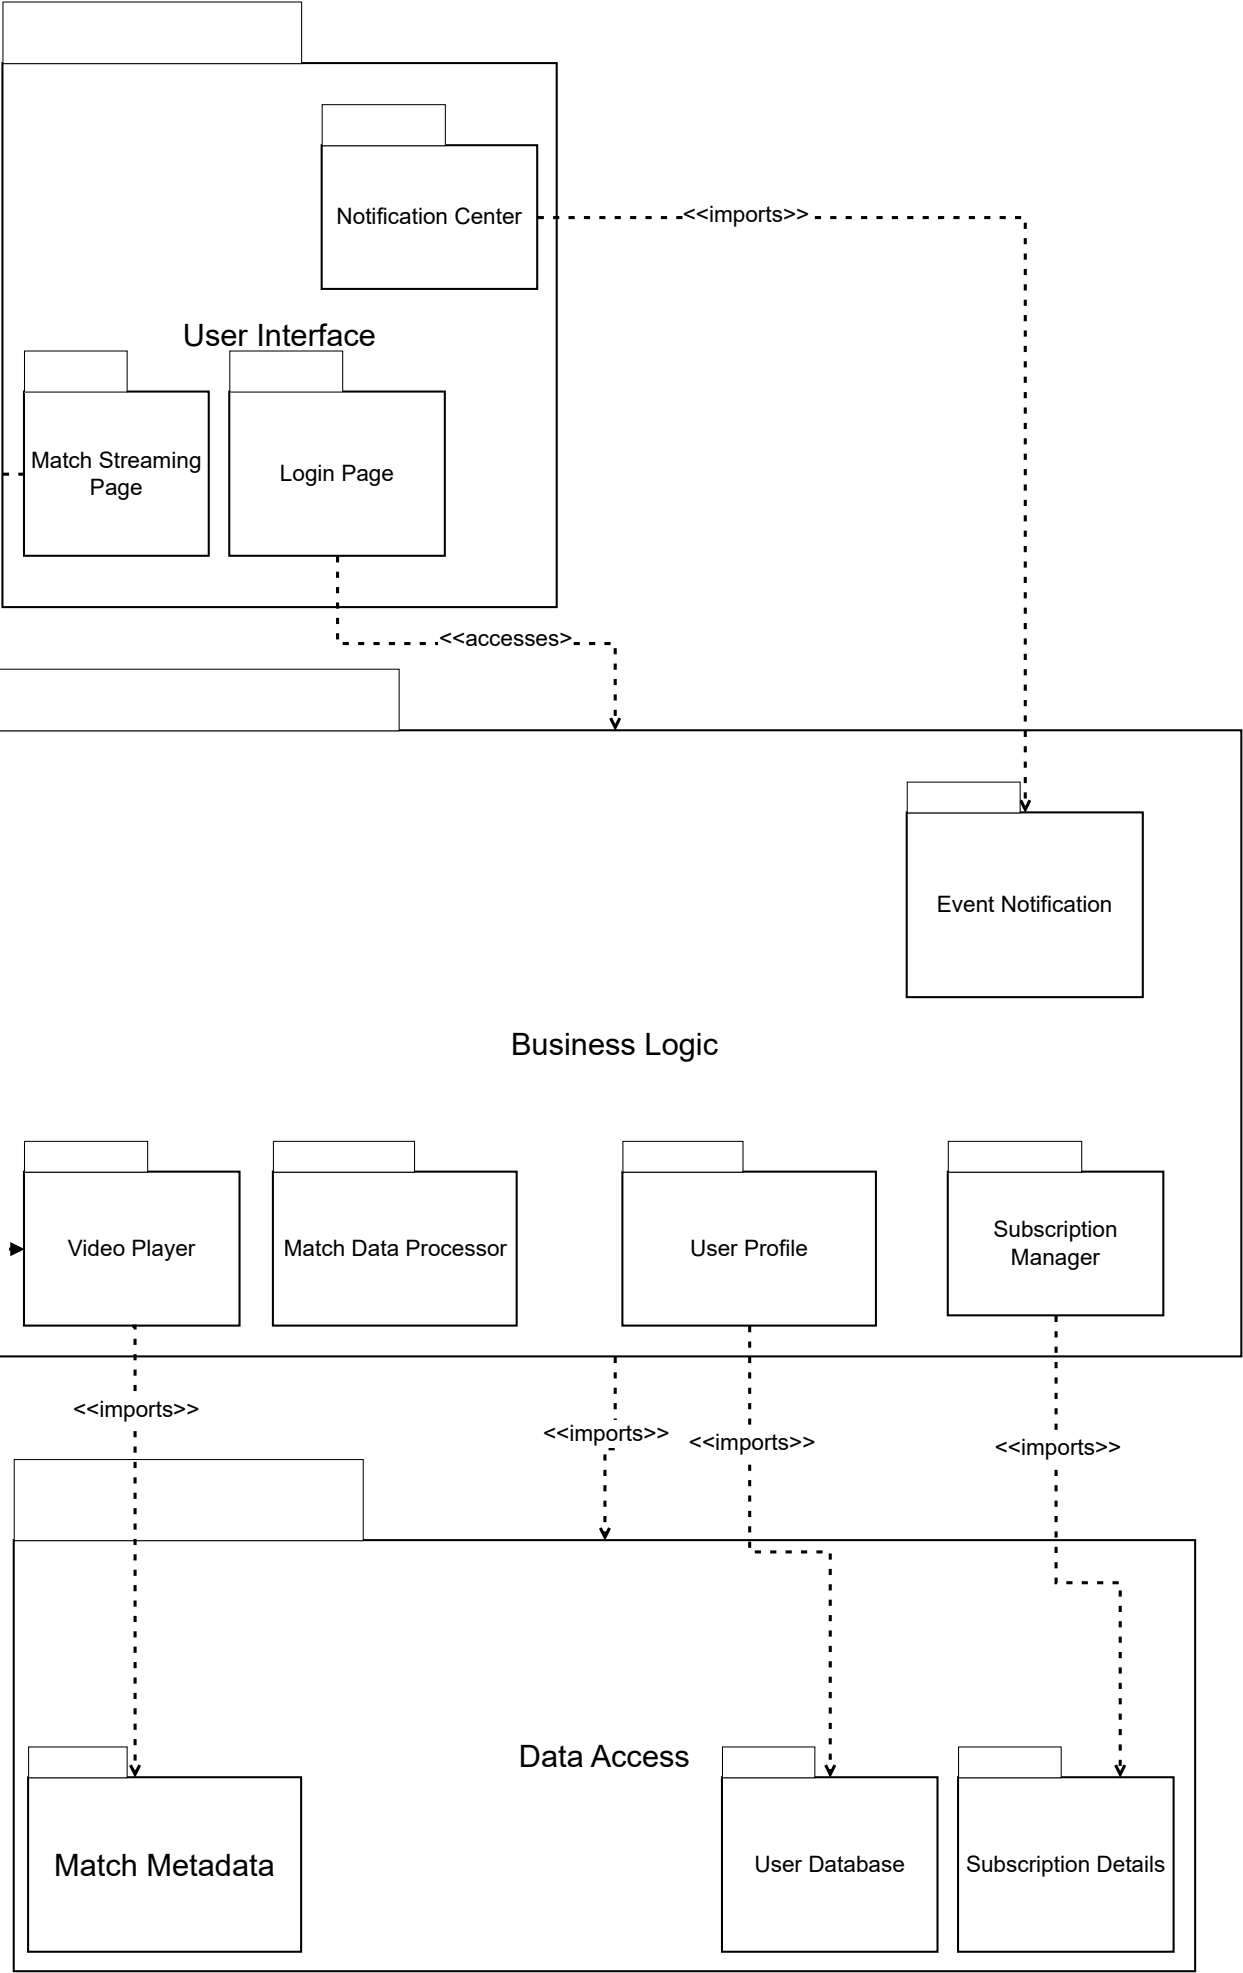 Notification Center
<<imports>>
User Interface
Match Streaming
Page
Login Page
<<accesses>
Event Notification
Business Logic
Video Player
Match Data Processor
User Profile
Subscription
Manager
<<imports>>
<<imports>>
<<imports>>
<<imports>>
Data Access
Match Metadata
User Database
Subscription Details